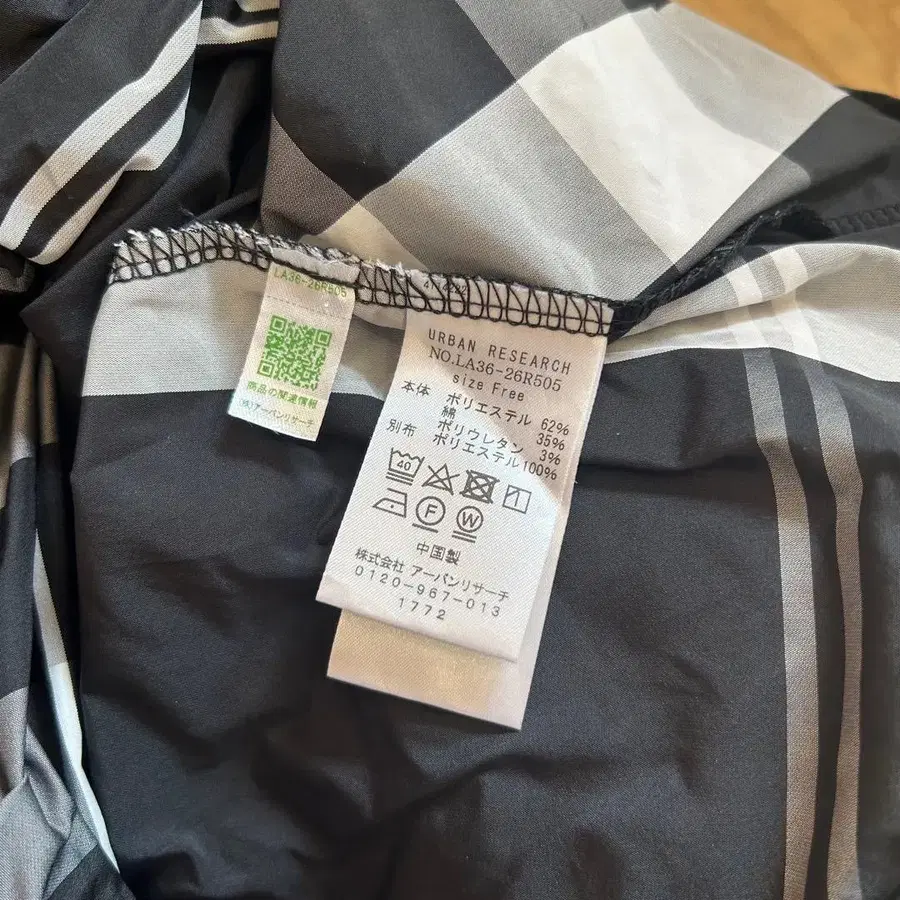 LA36-26R505
商品の関連情報
(株)アーバンリサーチ
URBAN RESEARCH
NO.LA36-26R505
size Free
本体 ポリエステル 62%
綿 35%
ポリウレタン 3%
別布 ポリエステル100%
40
F W
中国製
株式会社 アーバンリサーチ
0120-967-013
1772